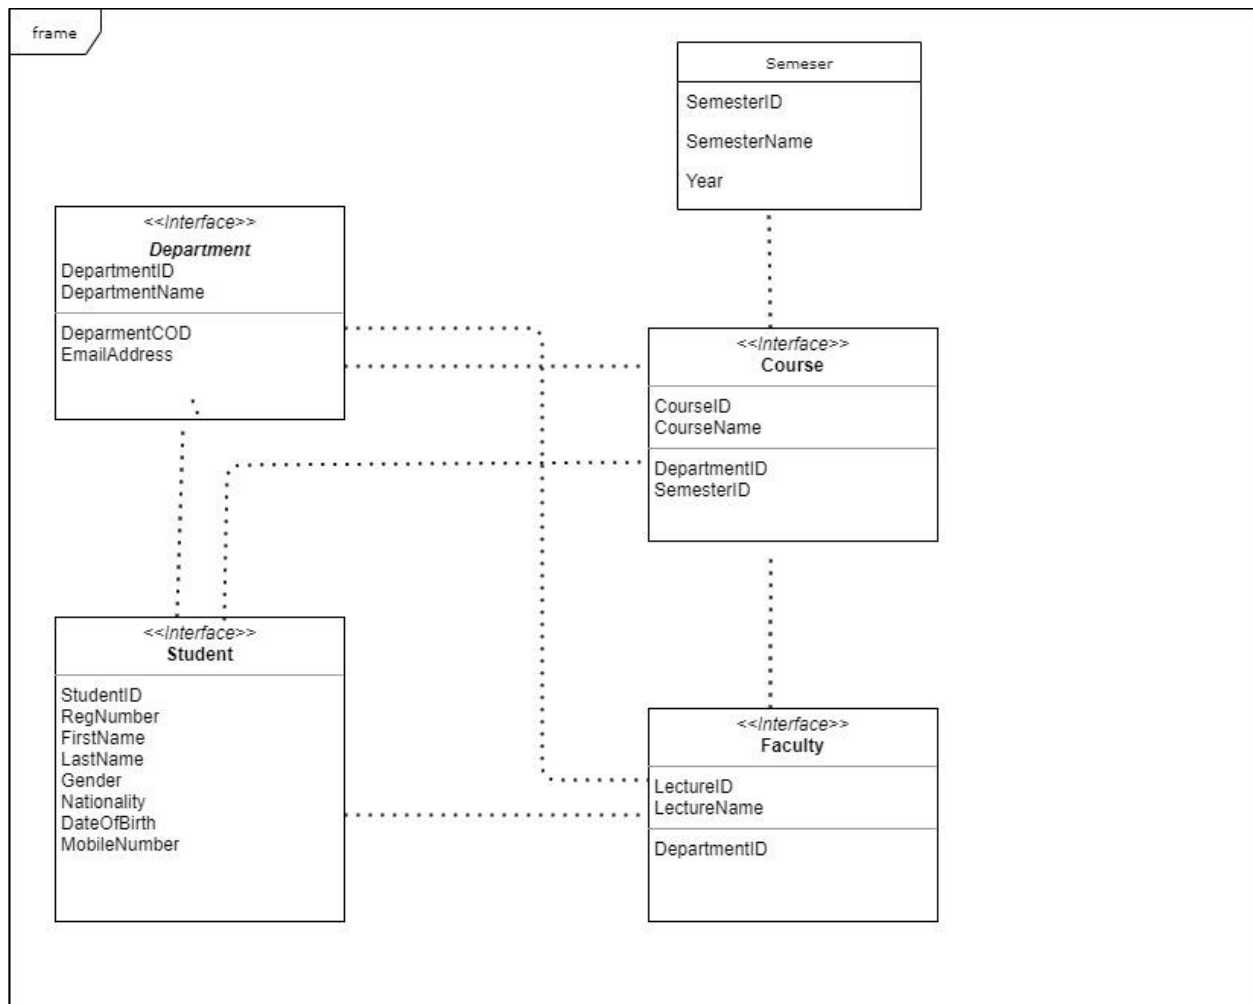 frame
Semeser
SemesterID
SemesterName
Year
<<Interface>>
Department
DepartmentID
DepartmentName
DeparmentCOD
EmailAddress
<<Interface>>
Course
CourseID
CourseName
DepartmentID
SemesterID
<<Interface>>
Student
StudentID
RegNumber
FirstName
LastName
Gender
Nationality
DateOfBirth
MobileNumber
<<Interface>>
Faculty
LectureID
LectureName
DepartmentID